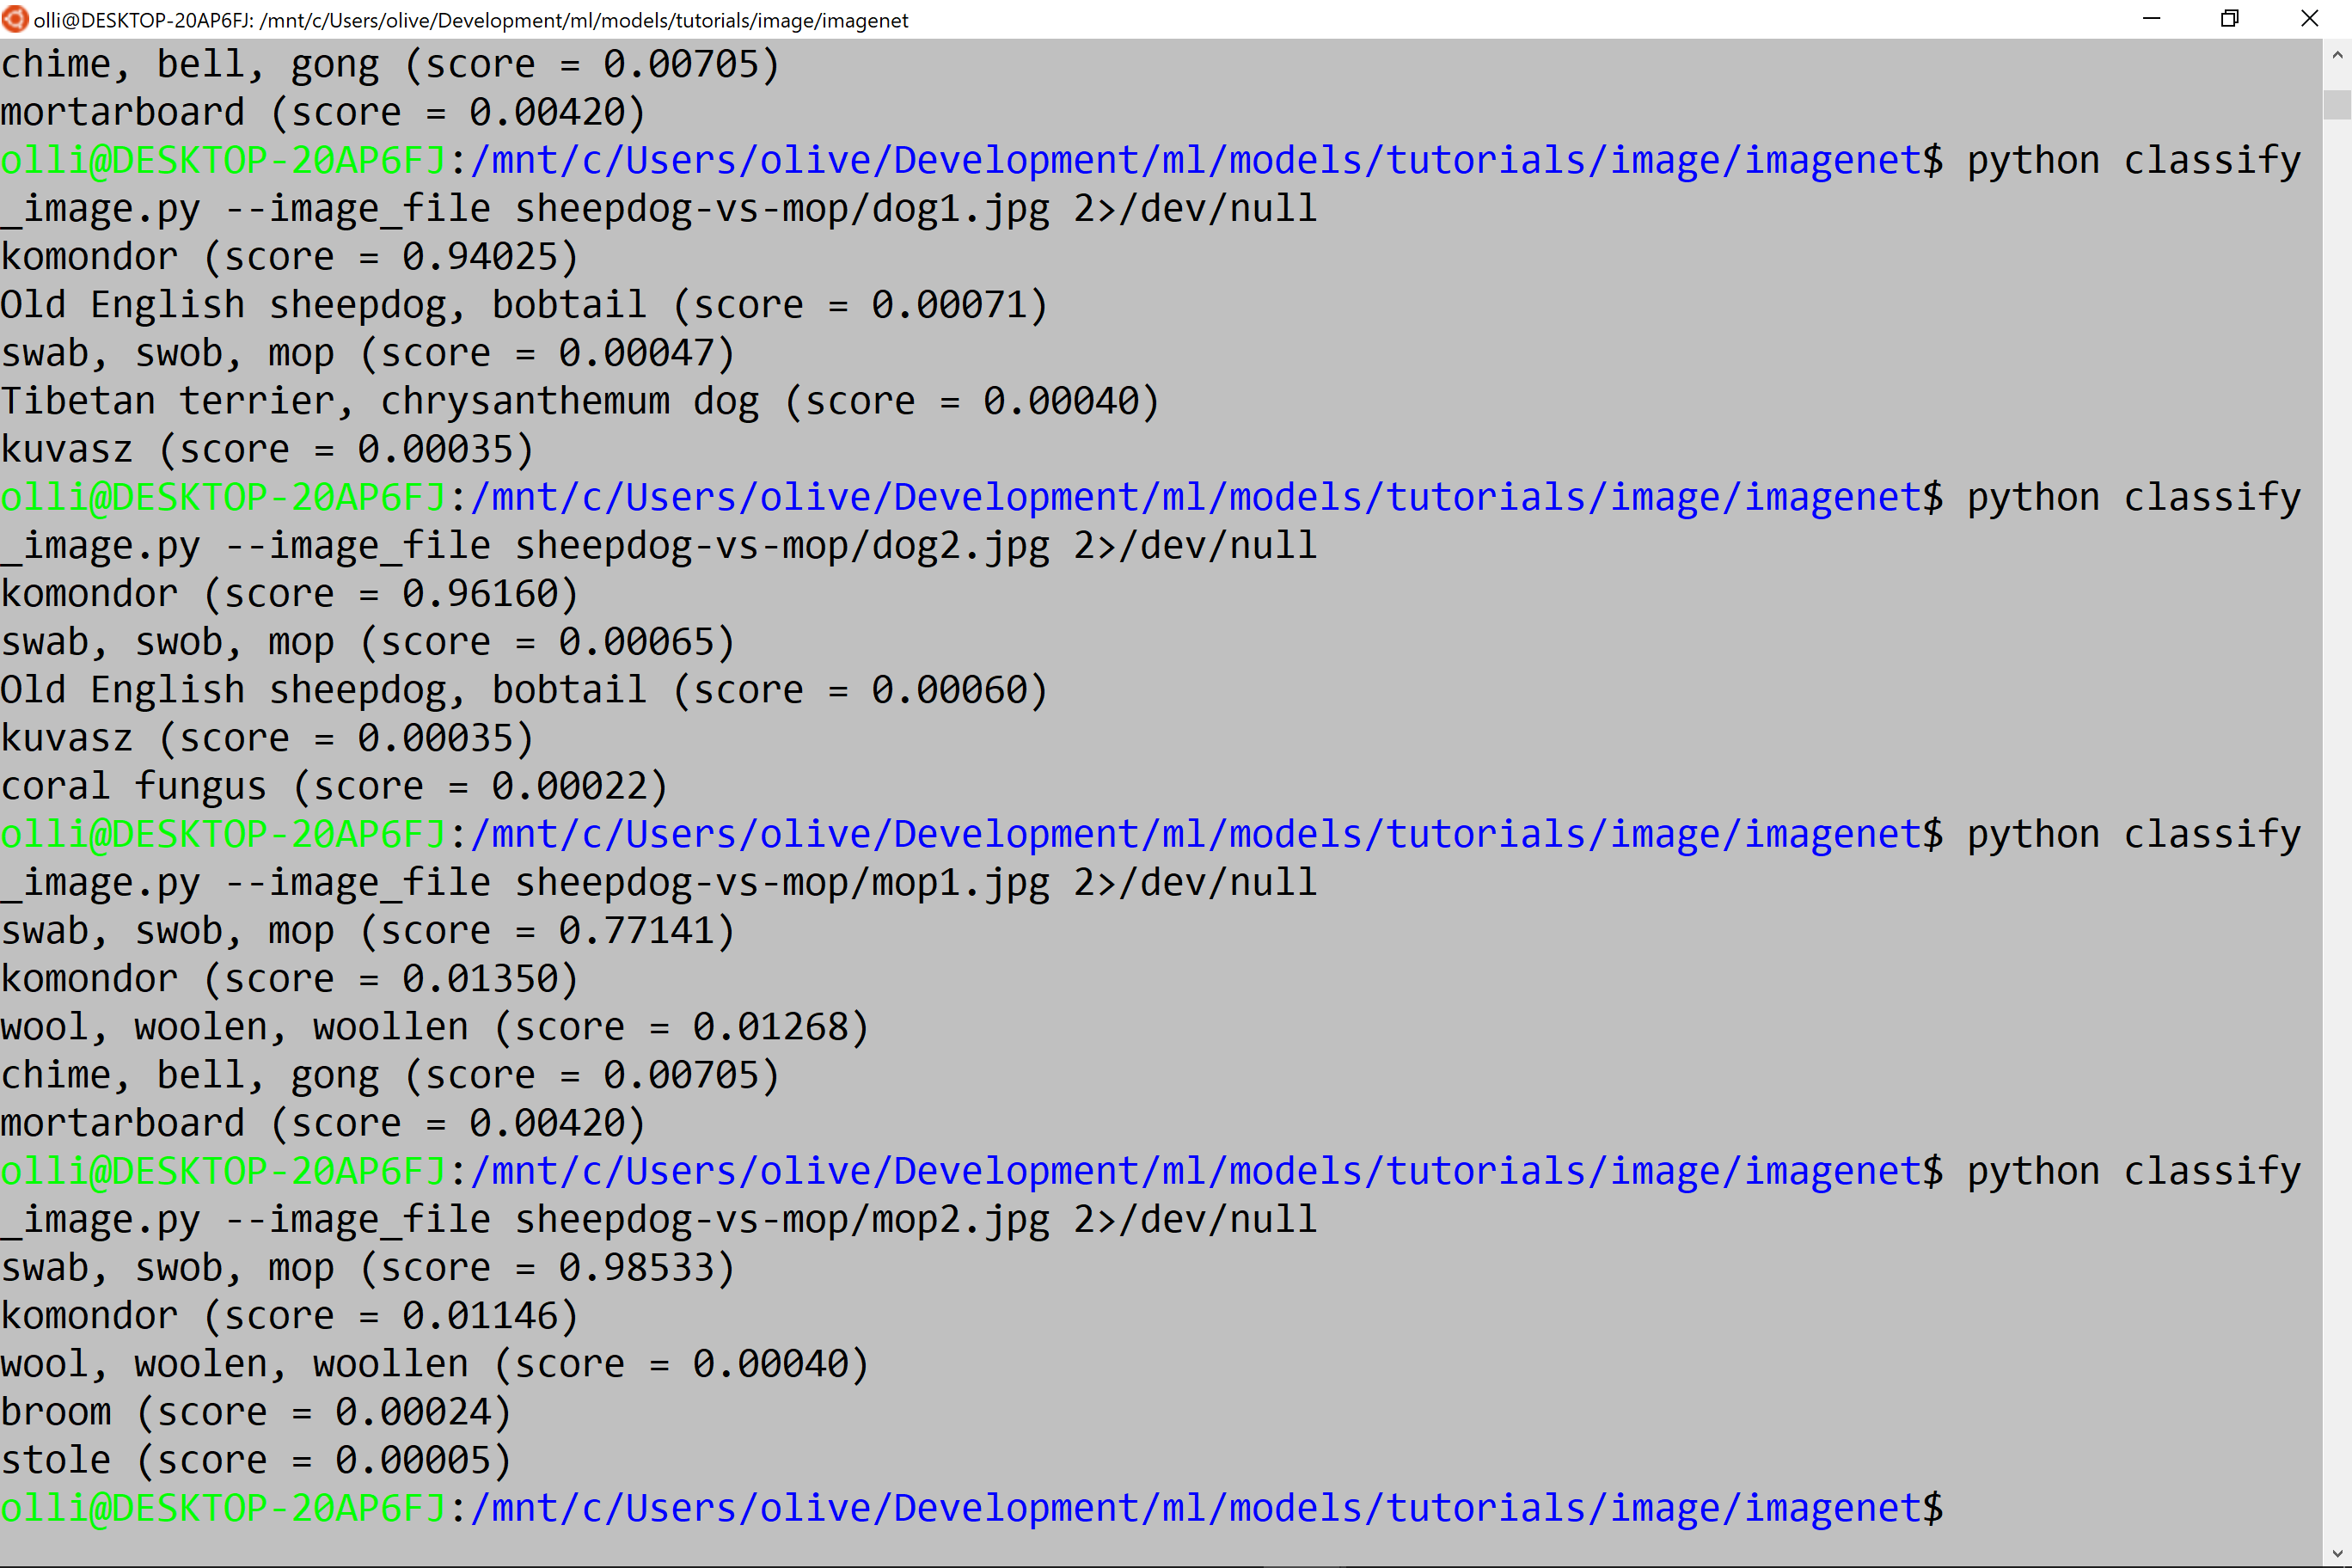 olli@DESKTOP-20AP6FJ: /mnt/c/Users/olive/Development/ml/models/tutorials/image/imagenet
chime, bell, gong (score = 0.00705)
mortarboard (score = 0.00420)
olli@DESKTOP-20AP6FJ:/mnt/c/Users/olive/Development/ml/models/tutorials/image/imagenet$ python classify
_image.py --image_file sheepdog-vs-mop/dog1.jpg 2>/dev/null
komondor (score = 0.94025)
Old English sheepdog, bobtail (score = 0.00071)
swab, swob, mop (score = 0.00047)
Tibetan terrier, chrysanthemum dog (score = 0.00040)
kuvasz (score = 0.00035)
olli@DESKTOP-20AP6FJ:/mnt/c/Users/olive/Development/ml/models/tutorials/image/imagenet$ python classify
_image.py --image_file sheepdog-vs-mop/dog2.jpg 2>/dev/null
komondor (score = 0.96160)
swab, swob, mop (score = 0.00065)
Old English sheepdog, bobtail (score = 0.00060)
kuvasz (score = 0.00035)
coral fungus (score = 0.00022)
olli@DESKTOP-20AP6FJ:/mnt/c/Users/olive/Development/ml/models/tutorials/image/imagenet$ python classify
_image.py --image_file sheepdog-vs-mop/mop1.jpg 2>/dev/null
swab, swob, mop (score = 0.77141)
komondor (score = 0.01350)
wool, woolen, woollen (score = 0.01268)
chime, bell, gong (score = 0.00705)
mortarboard (score = 0.00420)
olli@DESKTOP-20AP6FJ:/mnt/c/Users/olive/Development/ml/models/tutorials/image/imagenet$ python classify
_image.py --image_file sheepdog-vs-mop/mop2.jpg 2>/dev/null
swab, swob, mop (score = 0.98533)
komondor (score = 0.01146)
wool, woolen, woollen (score = 0.00040)
broom (score = 0.00024)
stole (score = 0.00005)
olli@DESKTOP-20AP6FJ:/mnt/c/Users/olive/Development/ml/models/tutorials/image/imagenet$